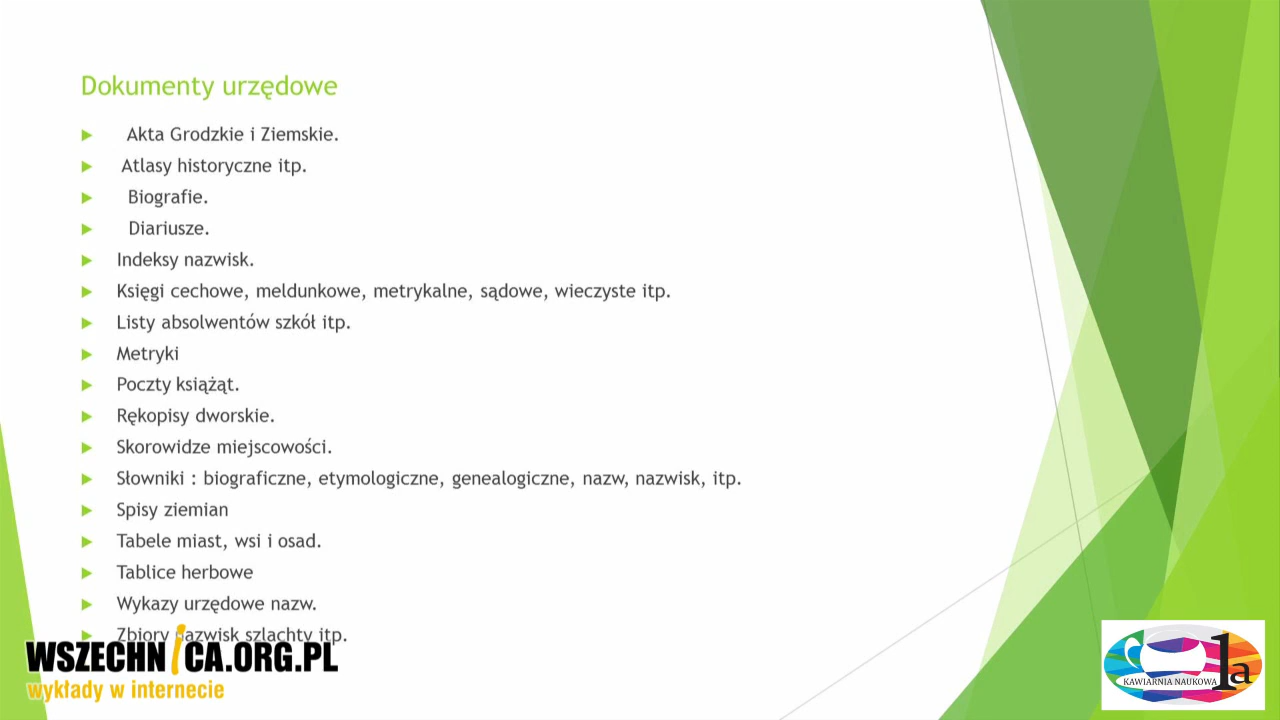 Dokumenty urzędowe
Akta Grodzkie i Ziemskie.
Atlasy historyczne itp.
Biografie.
Diariusze.
Indeksy nazwisk.
Księgi cechowe, meldunkowe, metrykalne, sądowe, wieczyste itp.
Listy absolwentów szkół itp.
Metryki
Poczty książąt.
Rękopisy dworskie.
Skorowidze miejscowości.
Słowniki : biograficzne, etymologiczne, genealogiczne, nazw, nazwisk, itp.
Spisy ziemian
Tabele miast, wsi i osad.
Tablice herbowe
Wykazy urzędowe nazw.
Zbiory nazwisk szlachty itp.
WSZECHNiCA.ORG.PL
wykłady w internecie
KAWIARNIA NAUKOWA 1a